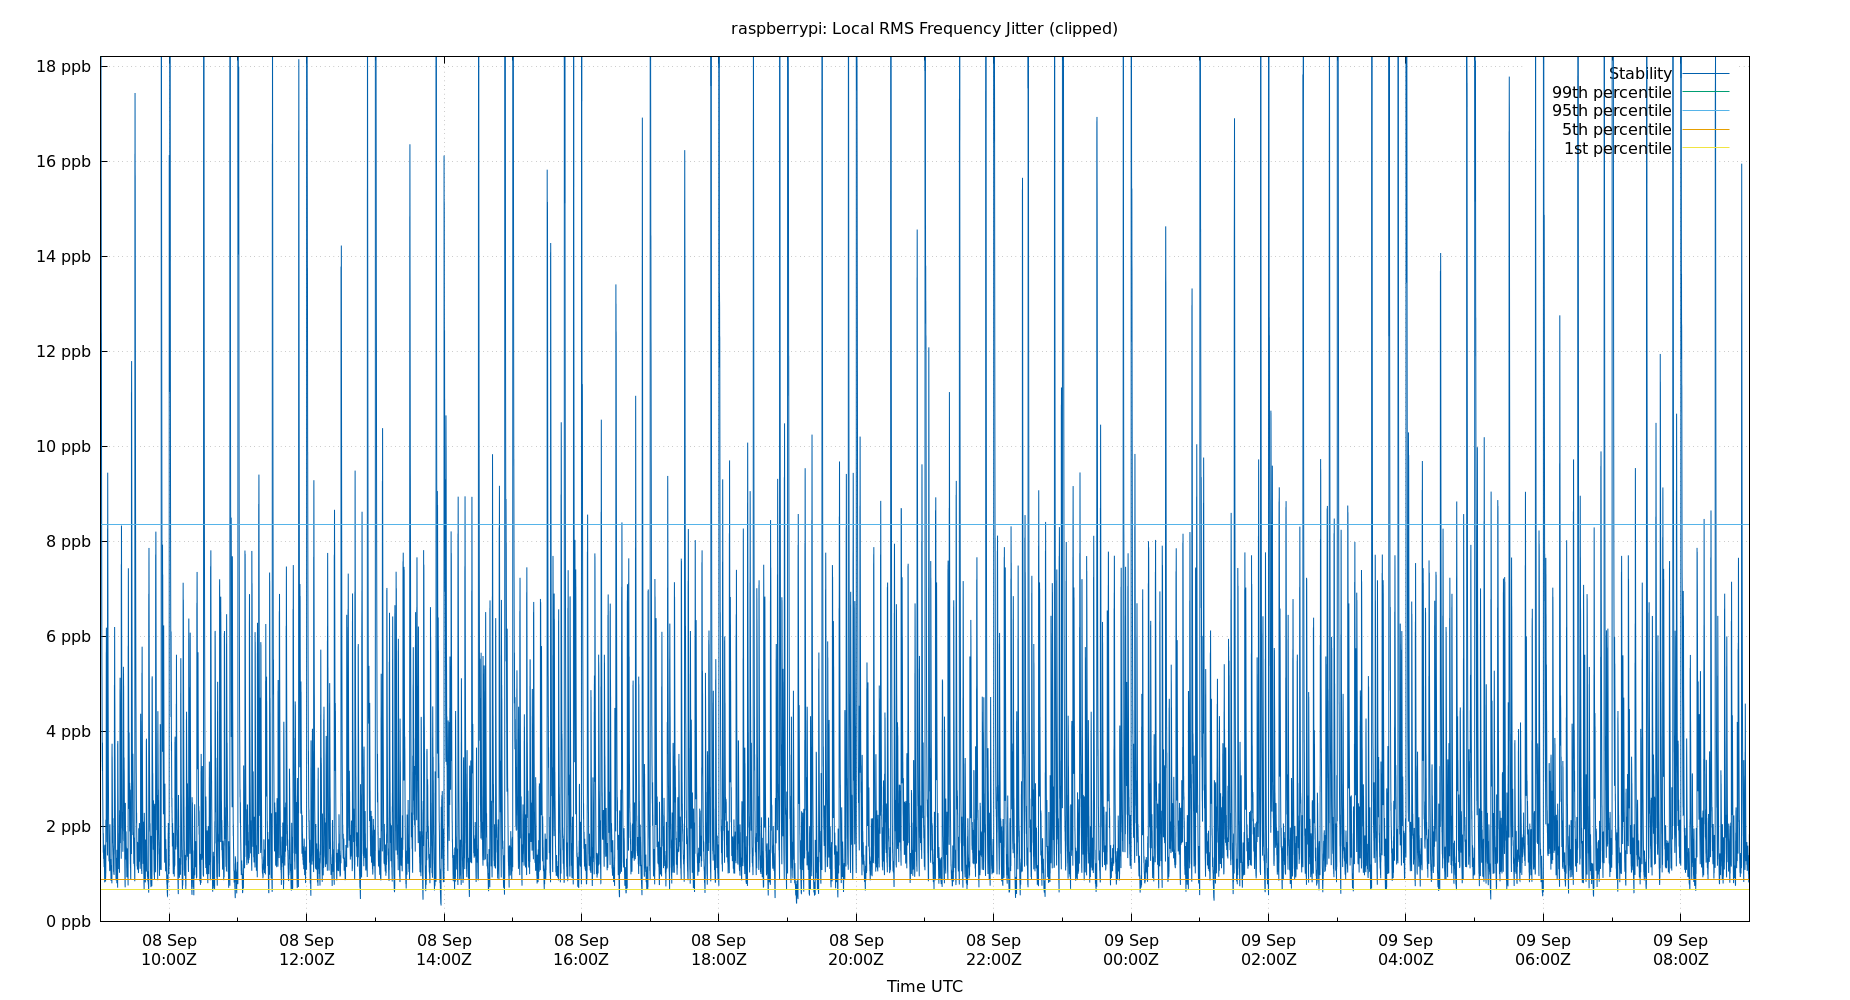 raspberrypi: Local RMS Frequency Jitter (clipped)
18 ppb
16 ppb
14 ppb
12 ppb
10 ppb
8 ppb
6 ppb
4 ppb
2 ppb
0 ppb
Stability
99th percentile
95th percentile
5th percentile
1st percentile
08 Sep 08 Sep 08 Sep 08 Sep 08 Sep 08 Sep 08 Sep 09 Sep 09 Sep 09 Sep 09 Sep 09 Sep
10:00Z 12:00Z 14:00Z 16:00Z 18:00Z 20:00Z 22:00Z 00:00Z 02:00Z 04:00Z 06:00Z 08:00Z
Time UTC